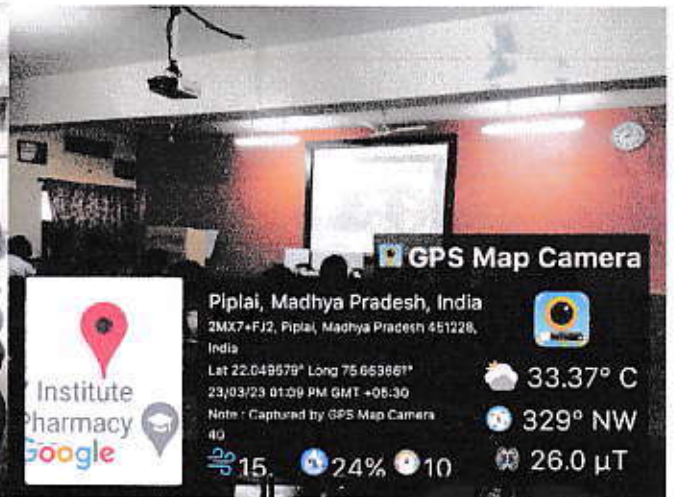 GPS Map Camera
Piplai, Madhya Pradesh, India
2MX7+FJ2, Piplai, Madhya Pradesh 451228,
India
Lat 22.049579° Long 75.663661°
23/03/23 01:09 PM GMT +05:30
Note : Captured by GPS Map Camera
40
Institute
Pharmacy
Google
33.37° C
329° NW
15. 24% 10 26.0 µT